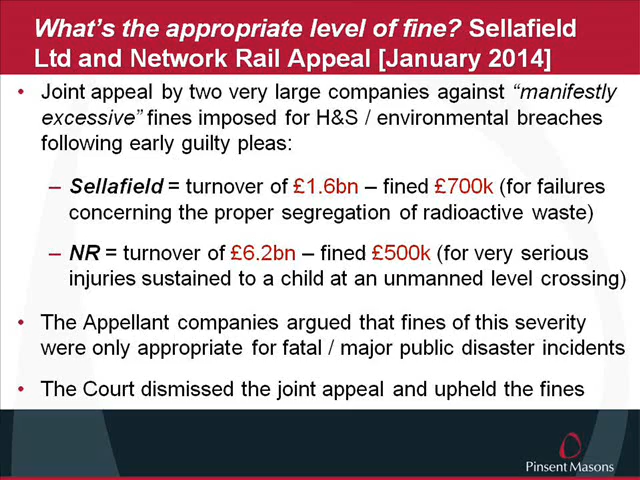 What's the appropriate level of fine? Sellafield
Ltd and Network Rail Appeal [January 2014]
• Joint appeal by two very large companies against "manifestly
excessive" fines imposed for H&S / environmental breaches
following early guilty pleas:
– Sellafield = turnover of £1.6bn – fined £700k (for failures
concerning the proper segregation of radioactive waste)
– NR = turnover of £6.2bn – fined £500k (for very serious
injuries sustained to a child at an unmanned level crossing)
• The Appellant companies argued that fines of this severity
were only appropriate for fatal / major public disaster incidents
• The Court dismissed the joint appeal and upheld the fines
Pinsent Masons